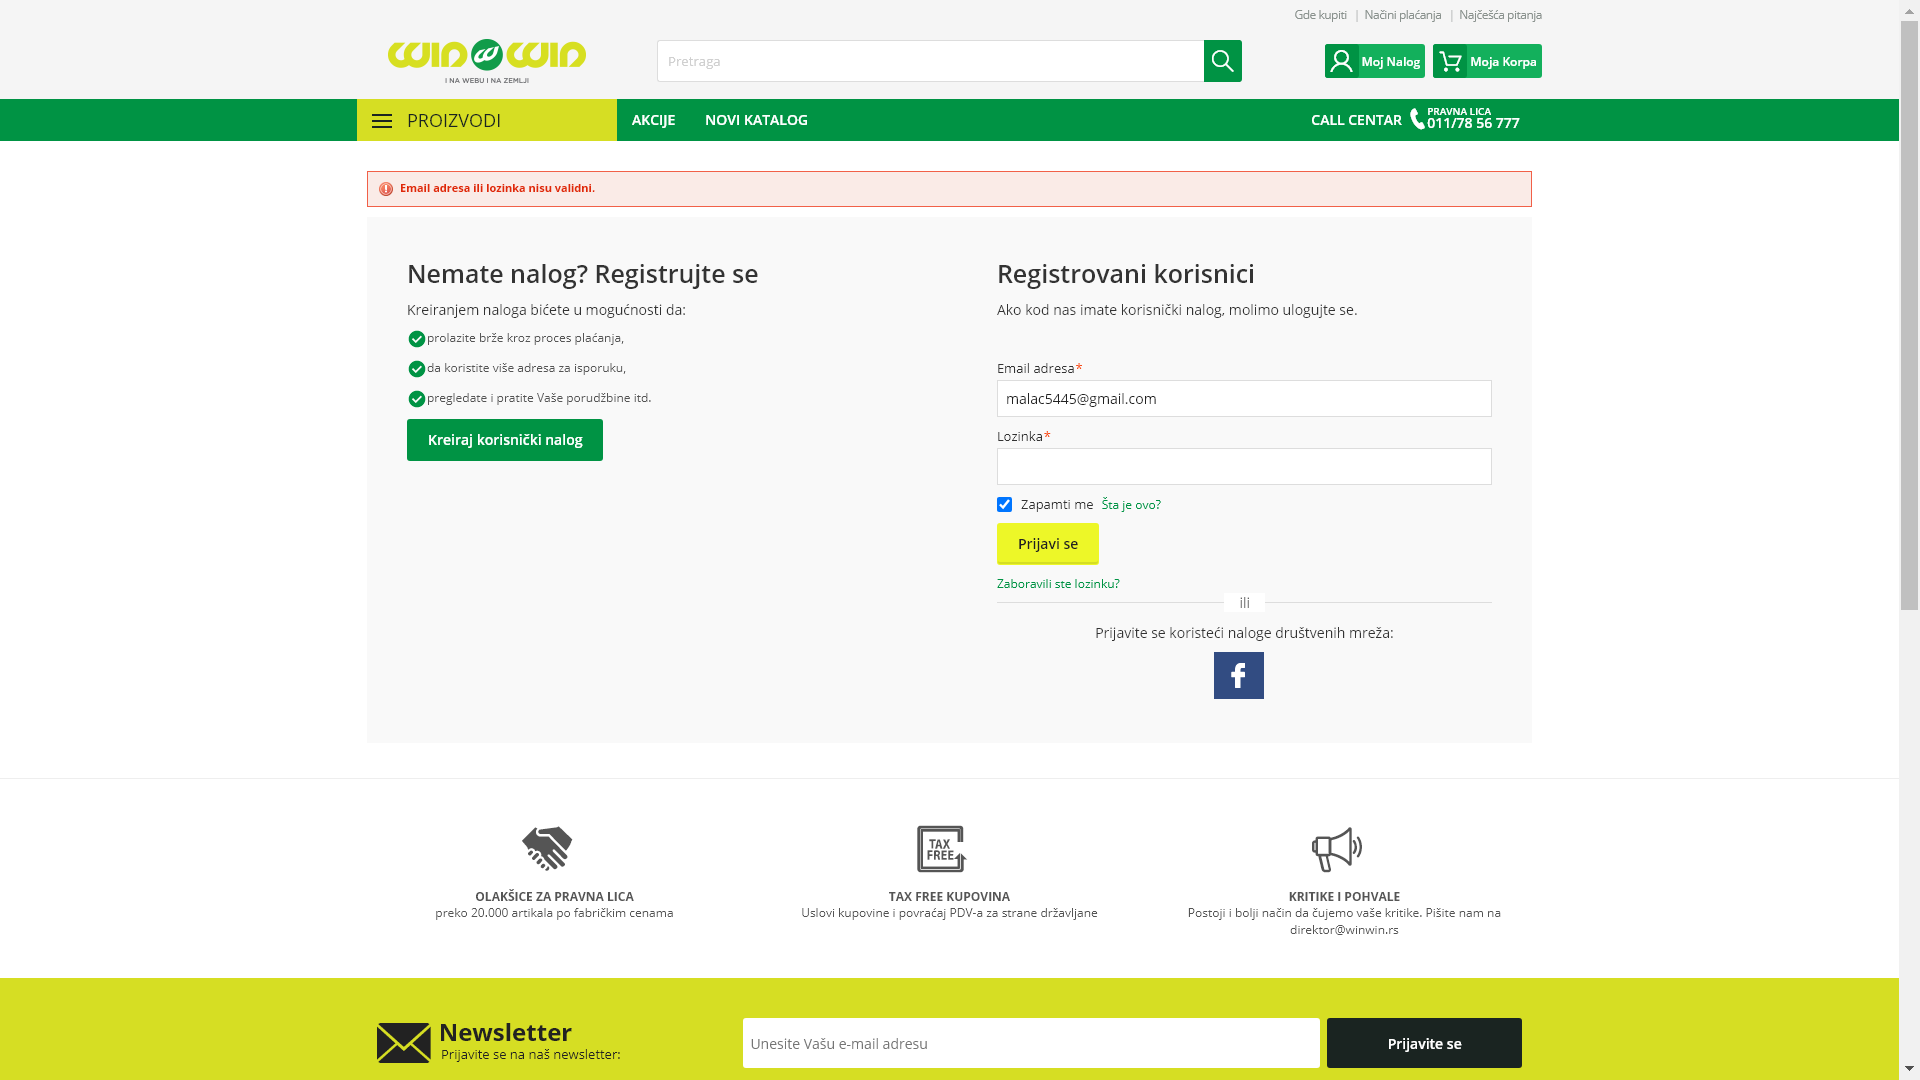 Gde kupiti | Načini plaćanja | Najčešća pitanja
win win
I NA WEBU I NA ZEMLJI
Pretraga
Moj Nalog
Moja Korpa
PROIZVODI
AKCIJE
NOVI KATALOG
CALL CENTAR
PRAVNA LICA
011/78 56 777
Email adresa ili lozinka nisu validni.
Nemate nalog? Registrujte se
Kreiranjem naloga bićete u mogućnosti da:
prolazite brže kroz proces plaćanja,
da koristite više adresa za isporuku,
pregledate i pratite Vaše porudžbine itd.
Kreiraj korisnički nalog
Registrovani korisnici
Ako kod nas imate korisnički nalog, molimo ulogujte se.
Email adresa*
malac5445@gmail.com
Lozinka*
Zapamti me Šta je ovo?
Prijavi se
Zaboravili ste lozinku?
ili
Prijavite se koristeći naloge društvenih mreža:
f
TAX
FREE
OLAKŠICE ZA PRAVNA LICA
preko 20.000 artikala po fabričkim cenama
TAX FREE KUPOVINA
Uslovi kupovine i povraćaj PDV-a za strane državljane
KRITIKE I POHVALE
Postoji i bolji način da čujemo vaše kritike. Pišite nam na
direktor@winwin.rs
Newsletter
Prijavite se na naš newsletter:
Unesite Vašu e-mail adresu
Prijavite se